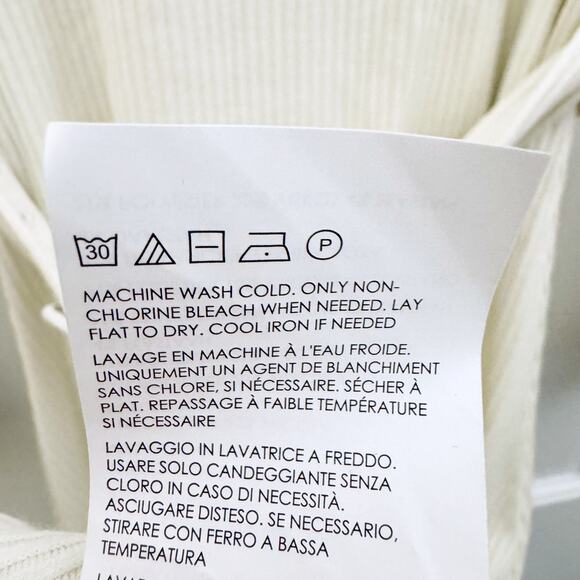 30 P
MACHINE WASH COLD. ONLY NON-
CHLORINE BLEACH WHEN NEEDED. LAY
FLAT TO DRY. COOL IRON IF NEEDED
LAVAGE EN MACHINE À L'EAU FROIDE.
UNIQUEMENT UN AGENT DE BLANCHIMENT
SANS CHLORE, SI NÉCESSAIRE. SÉCHER À
PLAT. REPASSAGE À FAIBLE TEMPÉRATURE
SI NÉCESSAIRE
LAVAGGIO IN LAVATRICE A FREDDO.
USARE SOLO CANDEGGIANTE SENZA
CLORO IN CASO DI NECESSITÀ.
ASCIUGARE DISTESO. SE NECESSARIO,
STIRARE CON FERRO A BASSA
TEMPERATURA